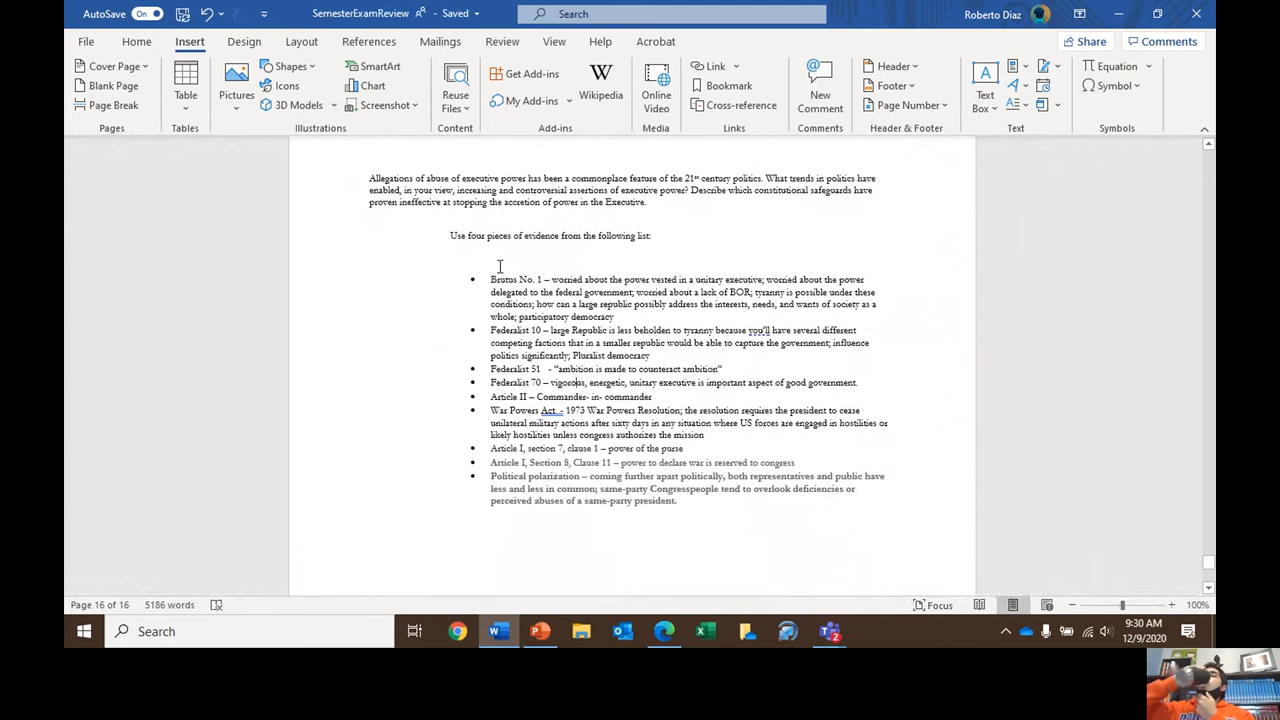 AutoSave On SemesterExamReview - Saved Search Roberto Diaz
File Home Insert Design Layout References Mailings Review View Help Acrobat Share Comments
Cover Page
Blank Page
Page Break
Pages
Table
Tables
Pictures
Shapes
Icons
3D Models
SmartArt
Chart
Screenshot
Illustrations
Reuse
Files
Content
Get Add-ins
My Add-ins
Wikipedia
Add-ins
Online
Video
Media
Link
Bookmark
Cross-reference
Links
New
Comment
Comments
Header
Footer
Page Number
Header & Footer
Text
Box
Text
Equation
Symbol
Symbols
Allegations of abuse of executive power has been a commonplace feature of the 21st century politics. What trends in politics have
enabled, in your view, increasing and controversial assertions of executive power? Describe which constitutional safeguards have
proven ineffective at stopping the accretion of power in the Executive.
Use four pieces of evidence from the following list:
• Brutus No. 1 – worried about the power vested in a unitary executive; worried about the power
delegated to the federal government; worried about a lack of BOR; tyranny is possible under these
conditions; how can a large republic possibly address the interests, needs, and wants of society as a
whole; participatory democracy
• Federalist 10 – large Republic is less beholden to tyranny because you'll have several different
competing factions that in a smaller republic would be able to capture the government; influence
politics significantly; Pluralist democracy
• Federalist 51 - "ambition is made to counteract ambition"
• Federalist 70 – vigorous, energetic, unitary executive is important aspect of good government.
• Article II – Commander- in- commander
• War Powers Act - 1973 War Powers Resolution; the resolution requires the president to cease
unilateral military actions after sixty days in any situation where US forces are engaged in hostilities or
likely hostilities unless congress authorizes the mission
• Article I, section 7, clause 1 – power of the purse
• Article I, Section 8, Clause 11 – power to declare war is reserved to congress
• Political polarization – coming further apart politically, both representatives and public have
less and less in common; same-party Congresspeople tend to overlook deficiencies or
perceived abuses of a same-party president.
Page 16 of 16 5186 words Focus 100%
Search
9:30 AM
12/9/2020